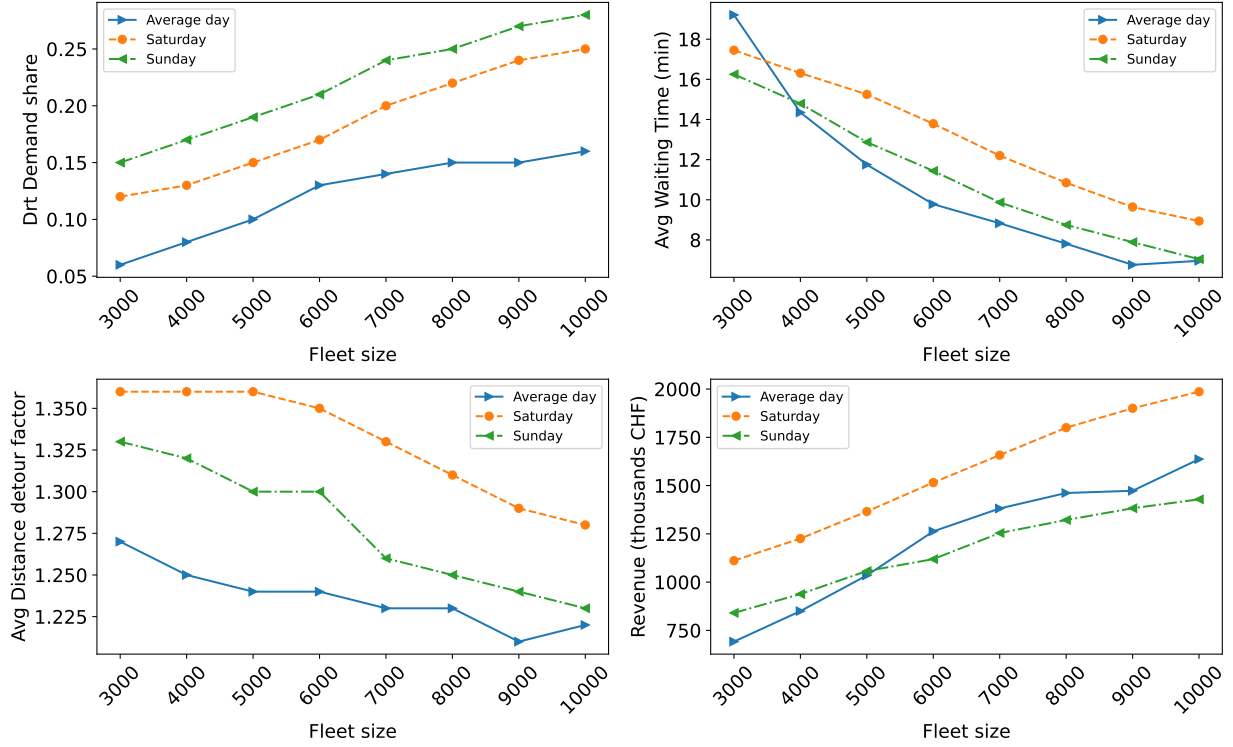 Drt Demand share
0.25
0.20
0.15
0.10
0.05
Average day
Saturday
Sunday
3000 4000 5000 6000 7000 8000 9000 10000
Fleet size
Avg Waiting Time (min)
18
16
14
12
10
8
Average day
Saturday
Sunday
3000 4000 5000 6000 7000 8000 9000 10000
Fleet size
Avg Distance detour factor
1.350
1.325
1.300
1.275
1.250
1.225
Average day
Saturday
Sunday
3000 4000 5000 6000 7000 8000 9000 10000
Fleet size
Revenue (thousands CHF)
2000
1750
1500
1250
1000
750
Average day
Saturday
Sunday
3000 4000 5000 6000 7000 8000 9000 10000
Fleet size